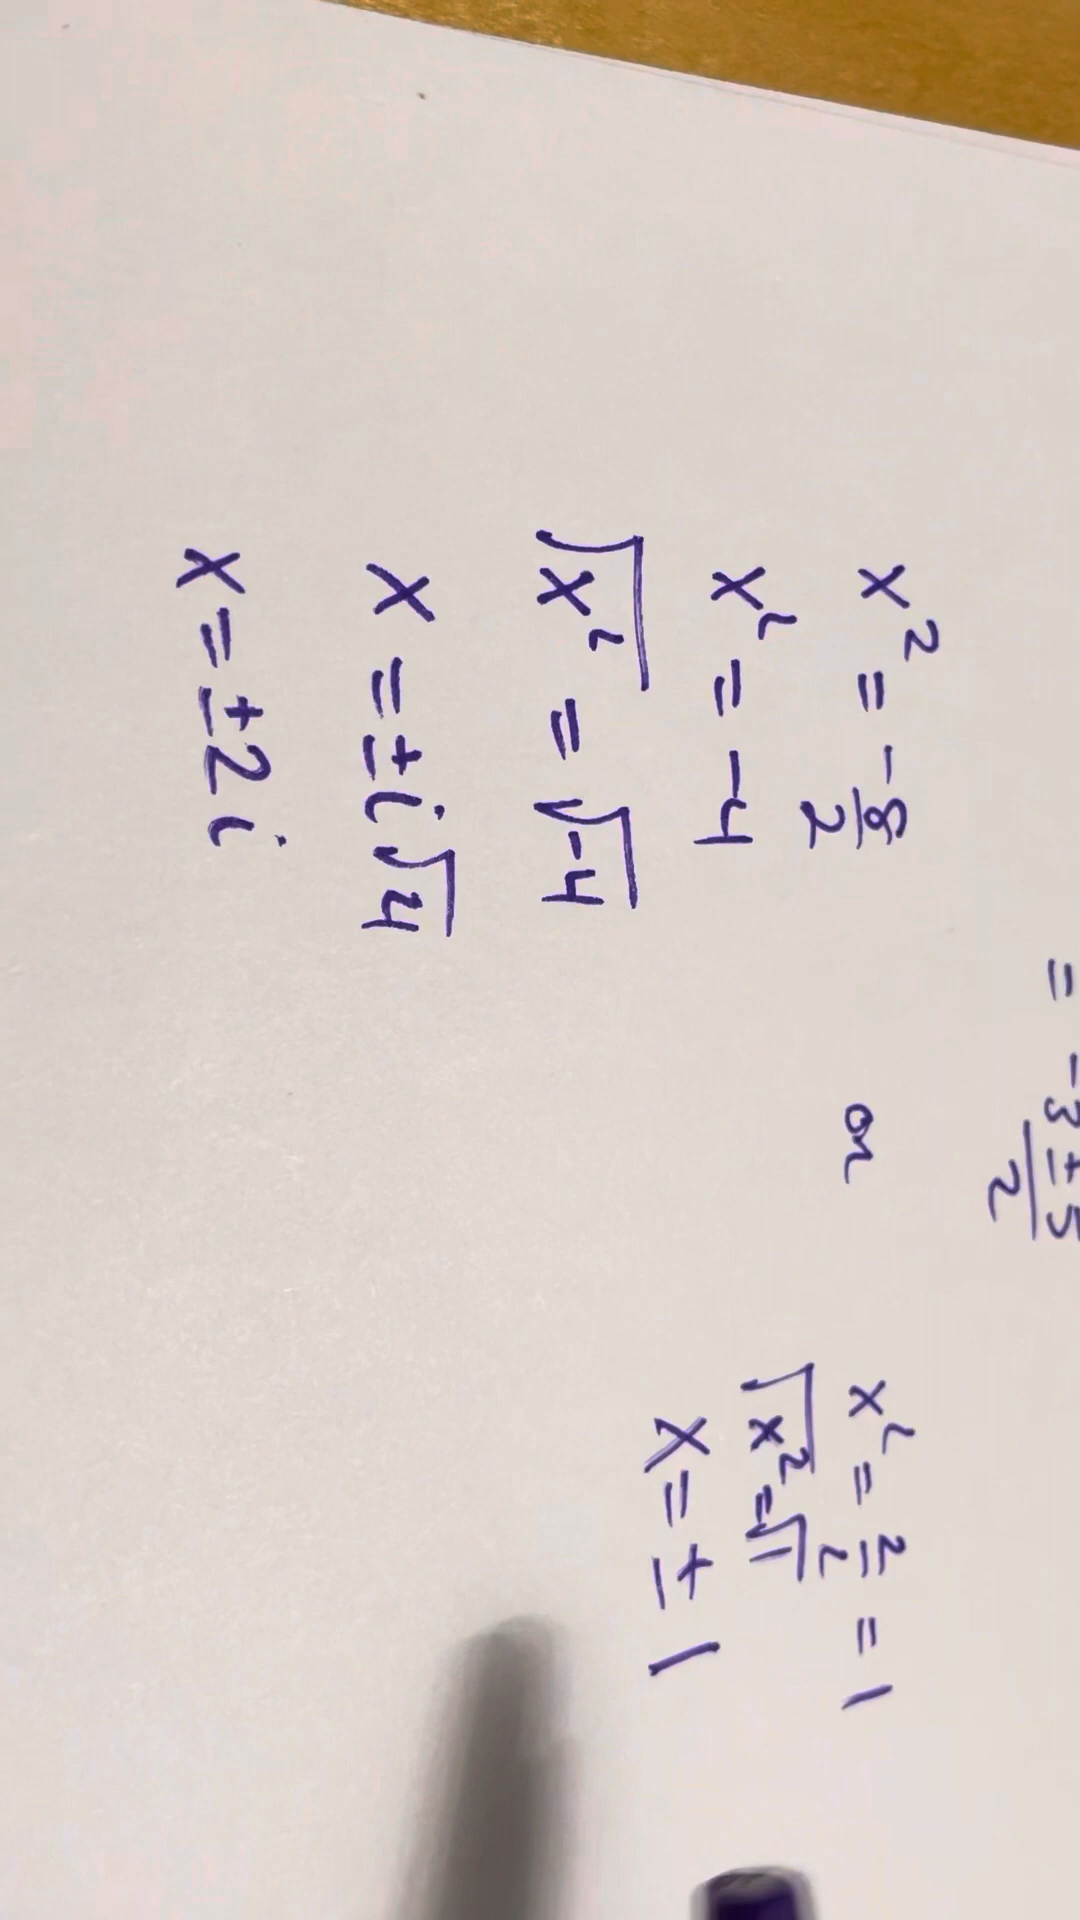 = -3 ± 5 / 2
x² = -8/2 or x² = 2/2 = 1
x² = -4
√x² = √1
√x² = √-4
x = ± 1
x = ± i√4
x = ± 2i